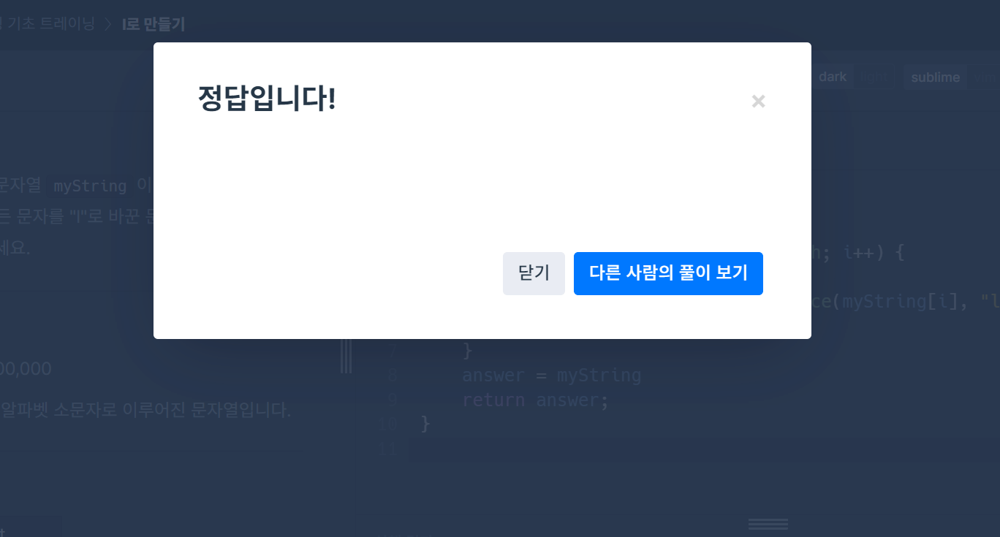 기초 트레이닝 > l로 만들기
정답입니다!
×
dark light
sublime vim
문자열 myString 이
든 문자를 "l"로 바꾼 문
세요.
h; i++) {
ce(myString[i], "l
닫기
다른 사람의 풀이 보기
00,000
알파벳 소문자로 이루어진 문자열입니다.
7 }
8 answer = myString
9 return answer;
10 }
11